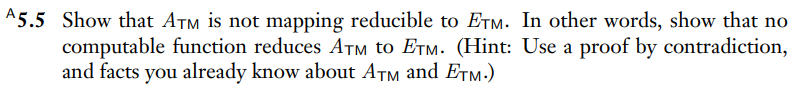 A5.5 Show that ATM is not mapping reducible to ETM. In other words, show that no
computable function reduces ATM to ETM. (Hint: Use a proof by contradiction,
and facts you already know about ATM and ETM.)